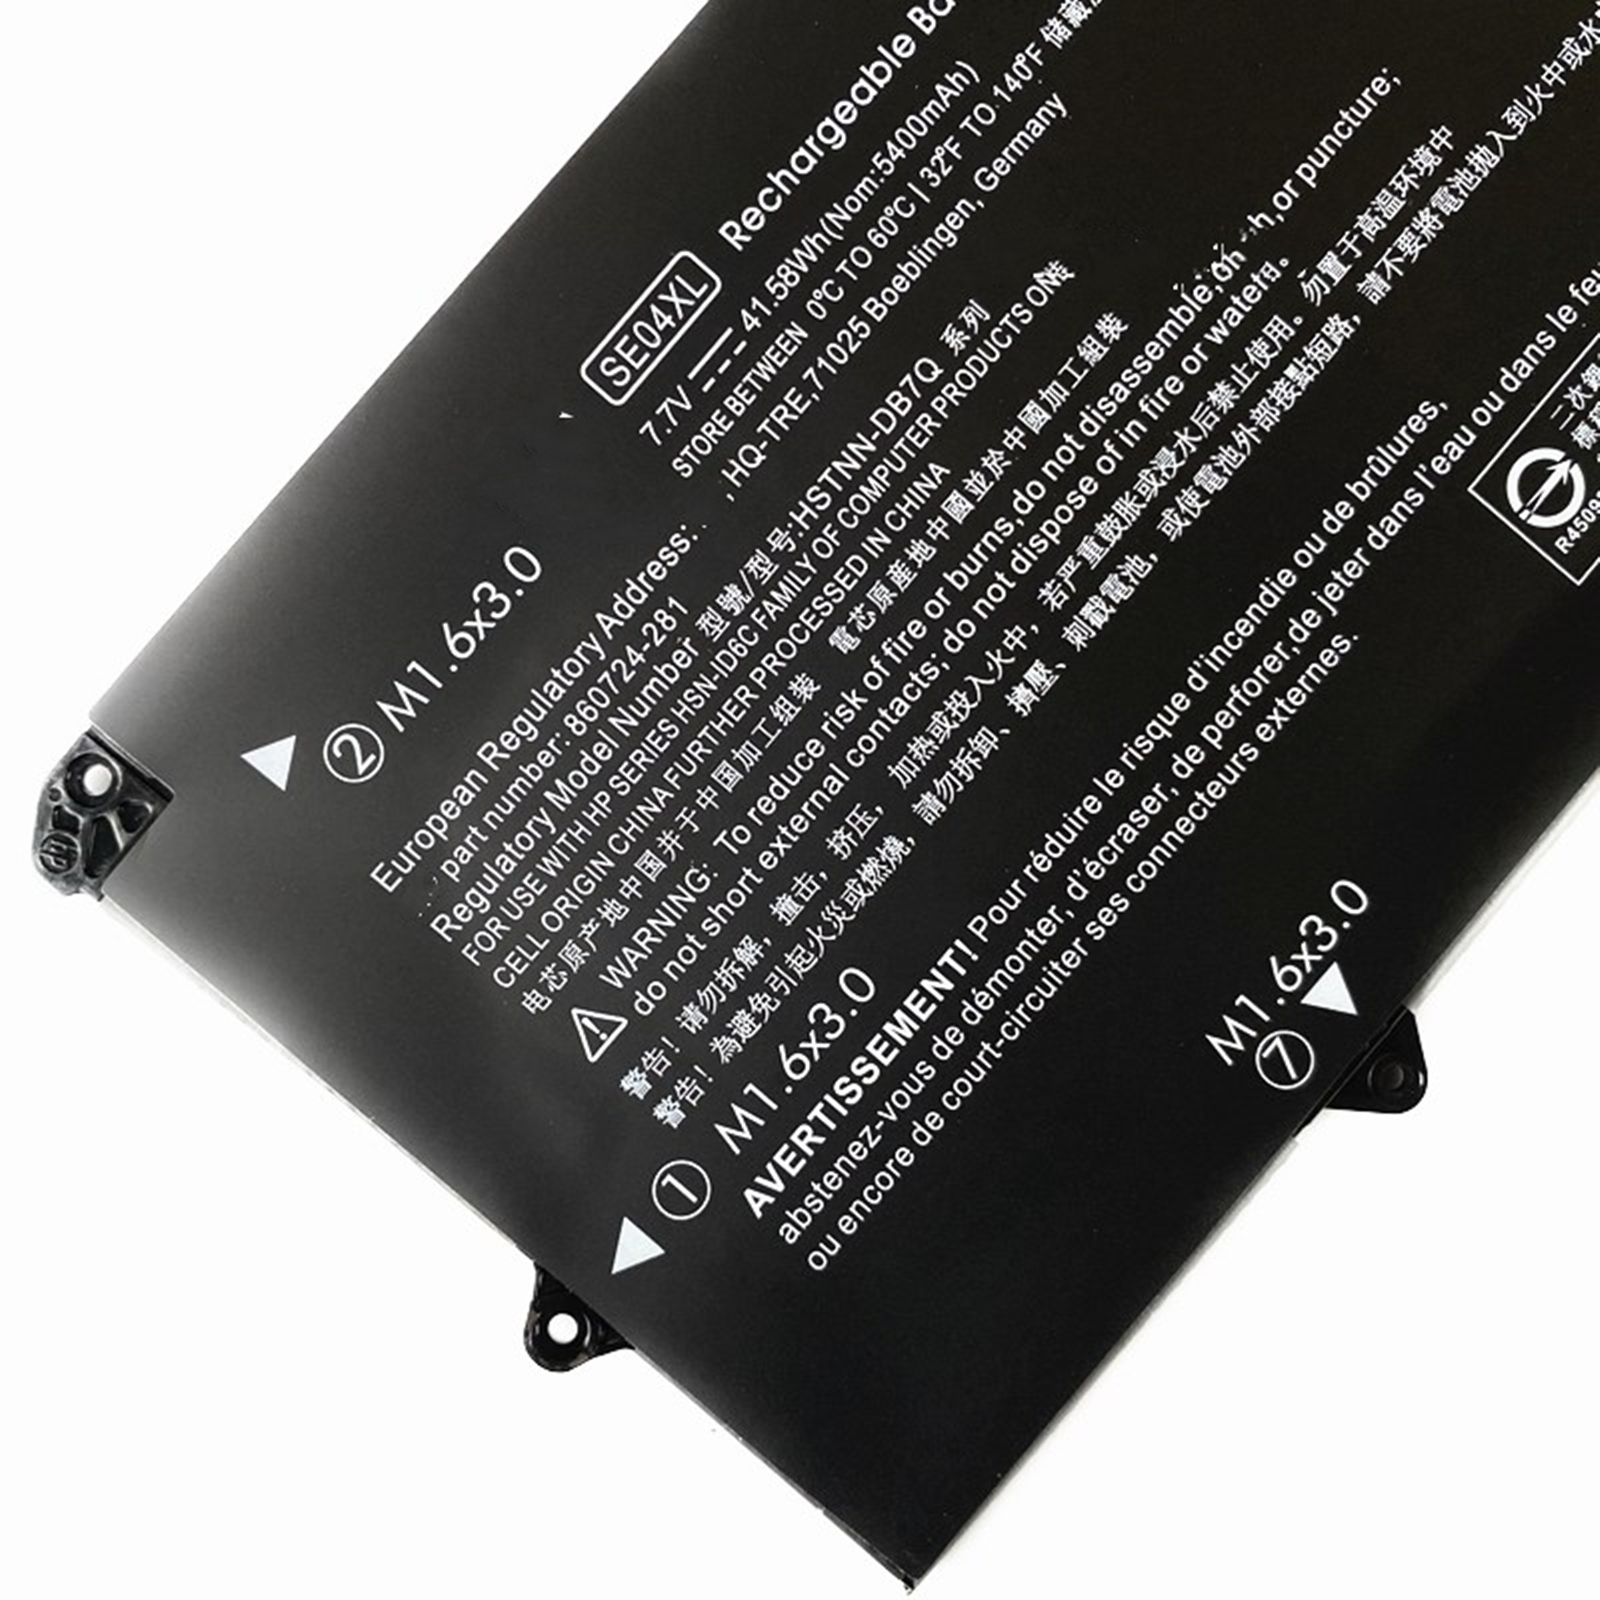 SE04XL Rechargeable
7.7V 41.58Wh(Nom:5400mAh)
STORE BETWEEN 0°C TO 60°C | 32°F TO 140°F 储藏
, HQ-TRE,71025 Boeblingen, Germany
European Regulatory Address:
part number: 860724-281
Regulatory Model Number 型號/型号:HSTNN-DB7Q 系列
FOR USE WITH HP SERIES HSN-ID6C FAMILY OF COMPUTER PRODUCTS
CELL ORIGIN CHINA FURTHER PROCESSED IN CHINA
电芯原产地中国并于中国加工组装 電芯原產地中國並於中國加工組裝
WARNING: To reduce risk of fire or burns,do not disassemble, or puncture;
do not short external contacts; do not dispose of in fire or water.
警告! 请勿拆解, 撞击, 挤压, 加热或投入火中, 若严重鼓胀或浸水后禁止使用。勿置于高温环境中
警告! 為避免引起火災或燃燒, 請勿拆卸、擠壓、刺戳電池, 或使電池外部接點短路, 請不要將電池拋入到火中或水
② M1.6x3.0
① M1.6x3.0
AVERTISSEMENT! Pour réduire le risque d'incendie ou de brûlures,
abstenez-vous de démonter, d'écraser, de perforer,de jeter dans l'eau ou dans le
ou encore de court-circuiter ses connecteurs externes.
M1.6x3.0
⑦
二次
hp